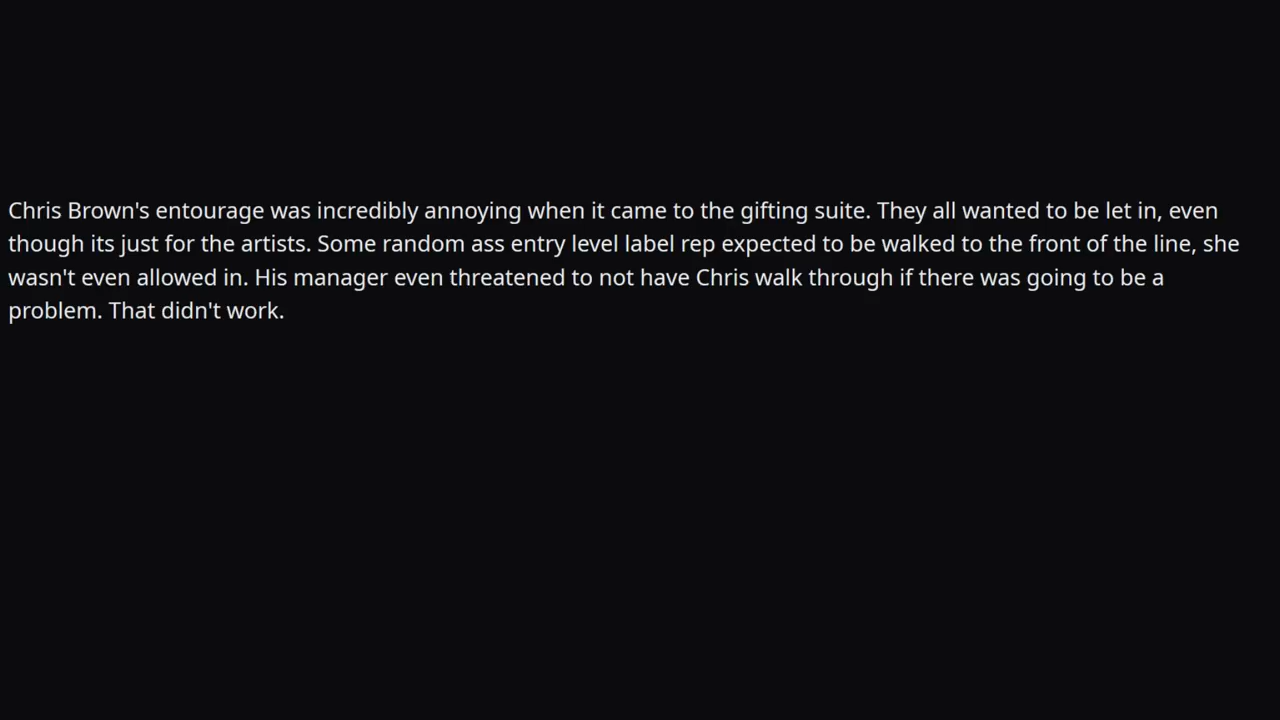 Chris Brown's entourage was incredibly annoying when it came to the gifting suite. They all wanted to be let in, even
though its just for the artists. Some random ass entry level label rep expected to be walked to the front of the line, she
wasn't even allowed in. His manager even threatened to not have Chris walk through if there was going to be a
problem. That didn't work.